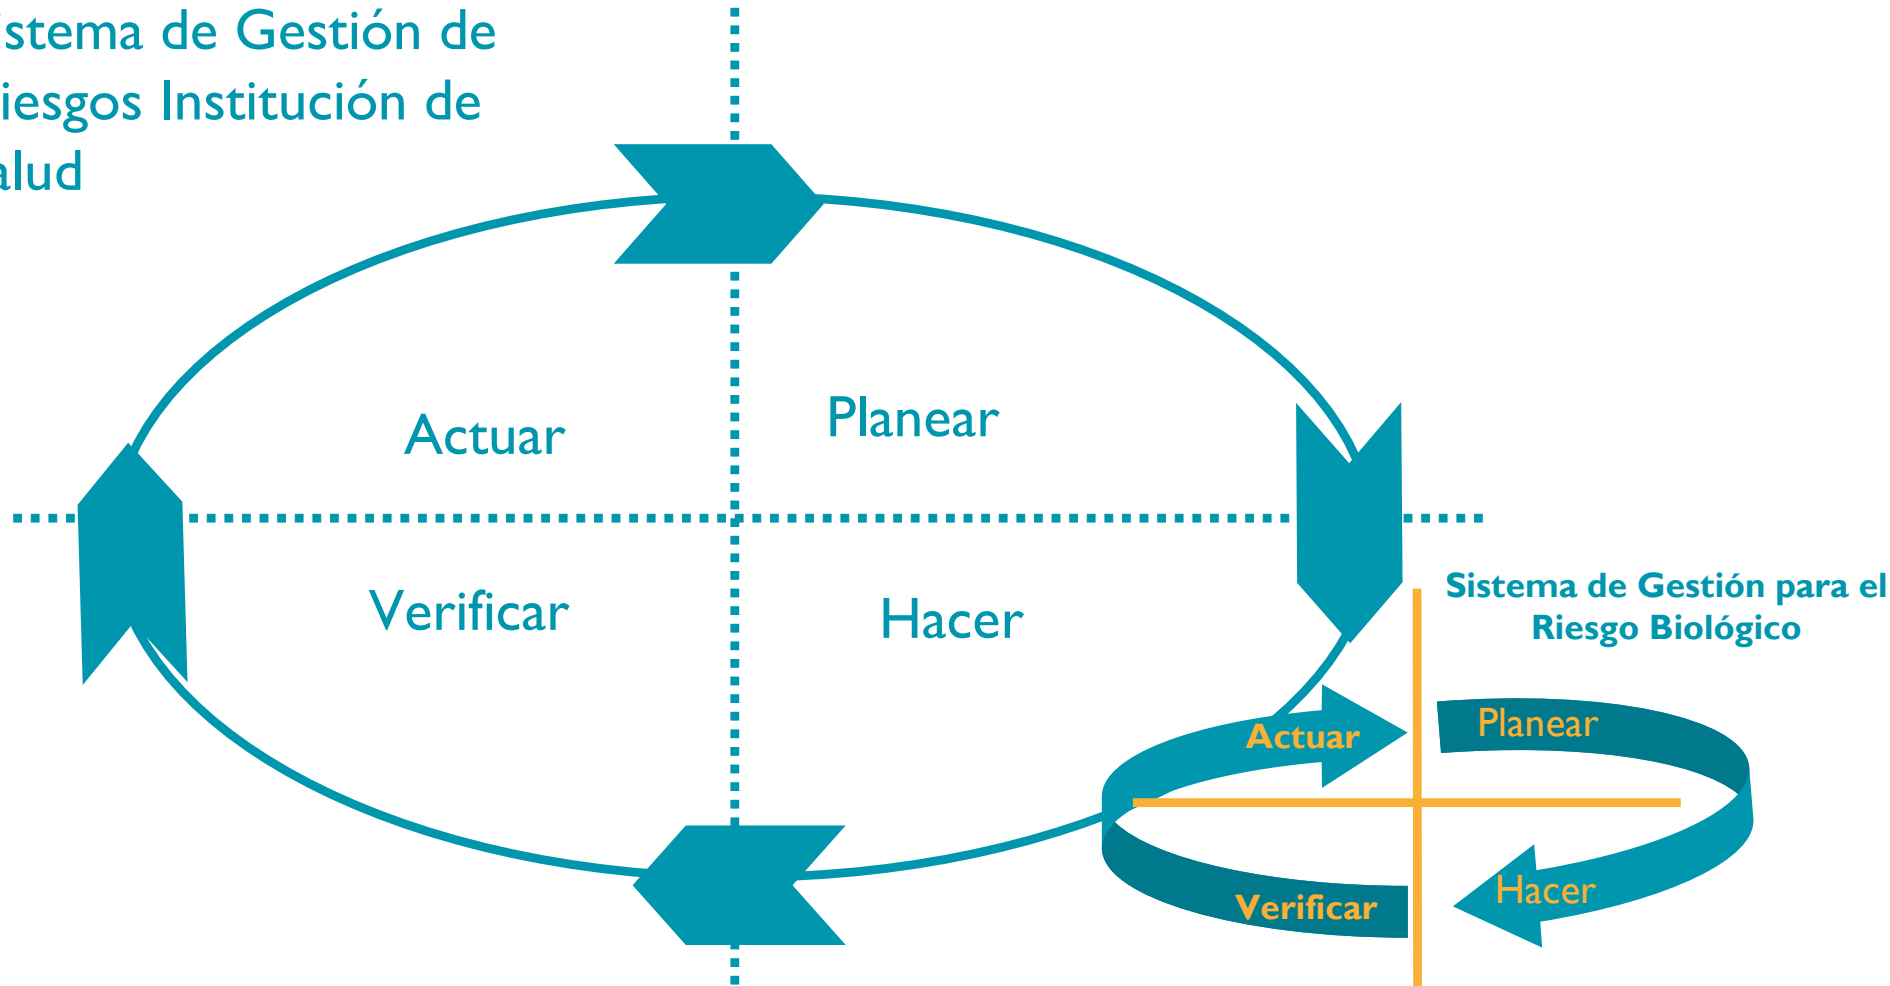 istema de Gestión de
iesgos Institución de
alud
Actuar
Planear
Verificar
Hacer
Sistema de Gestión para el
Riesgo Biológico
Actuar
Planear
Verificar
Hacer